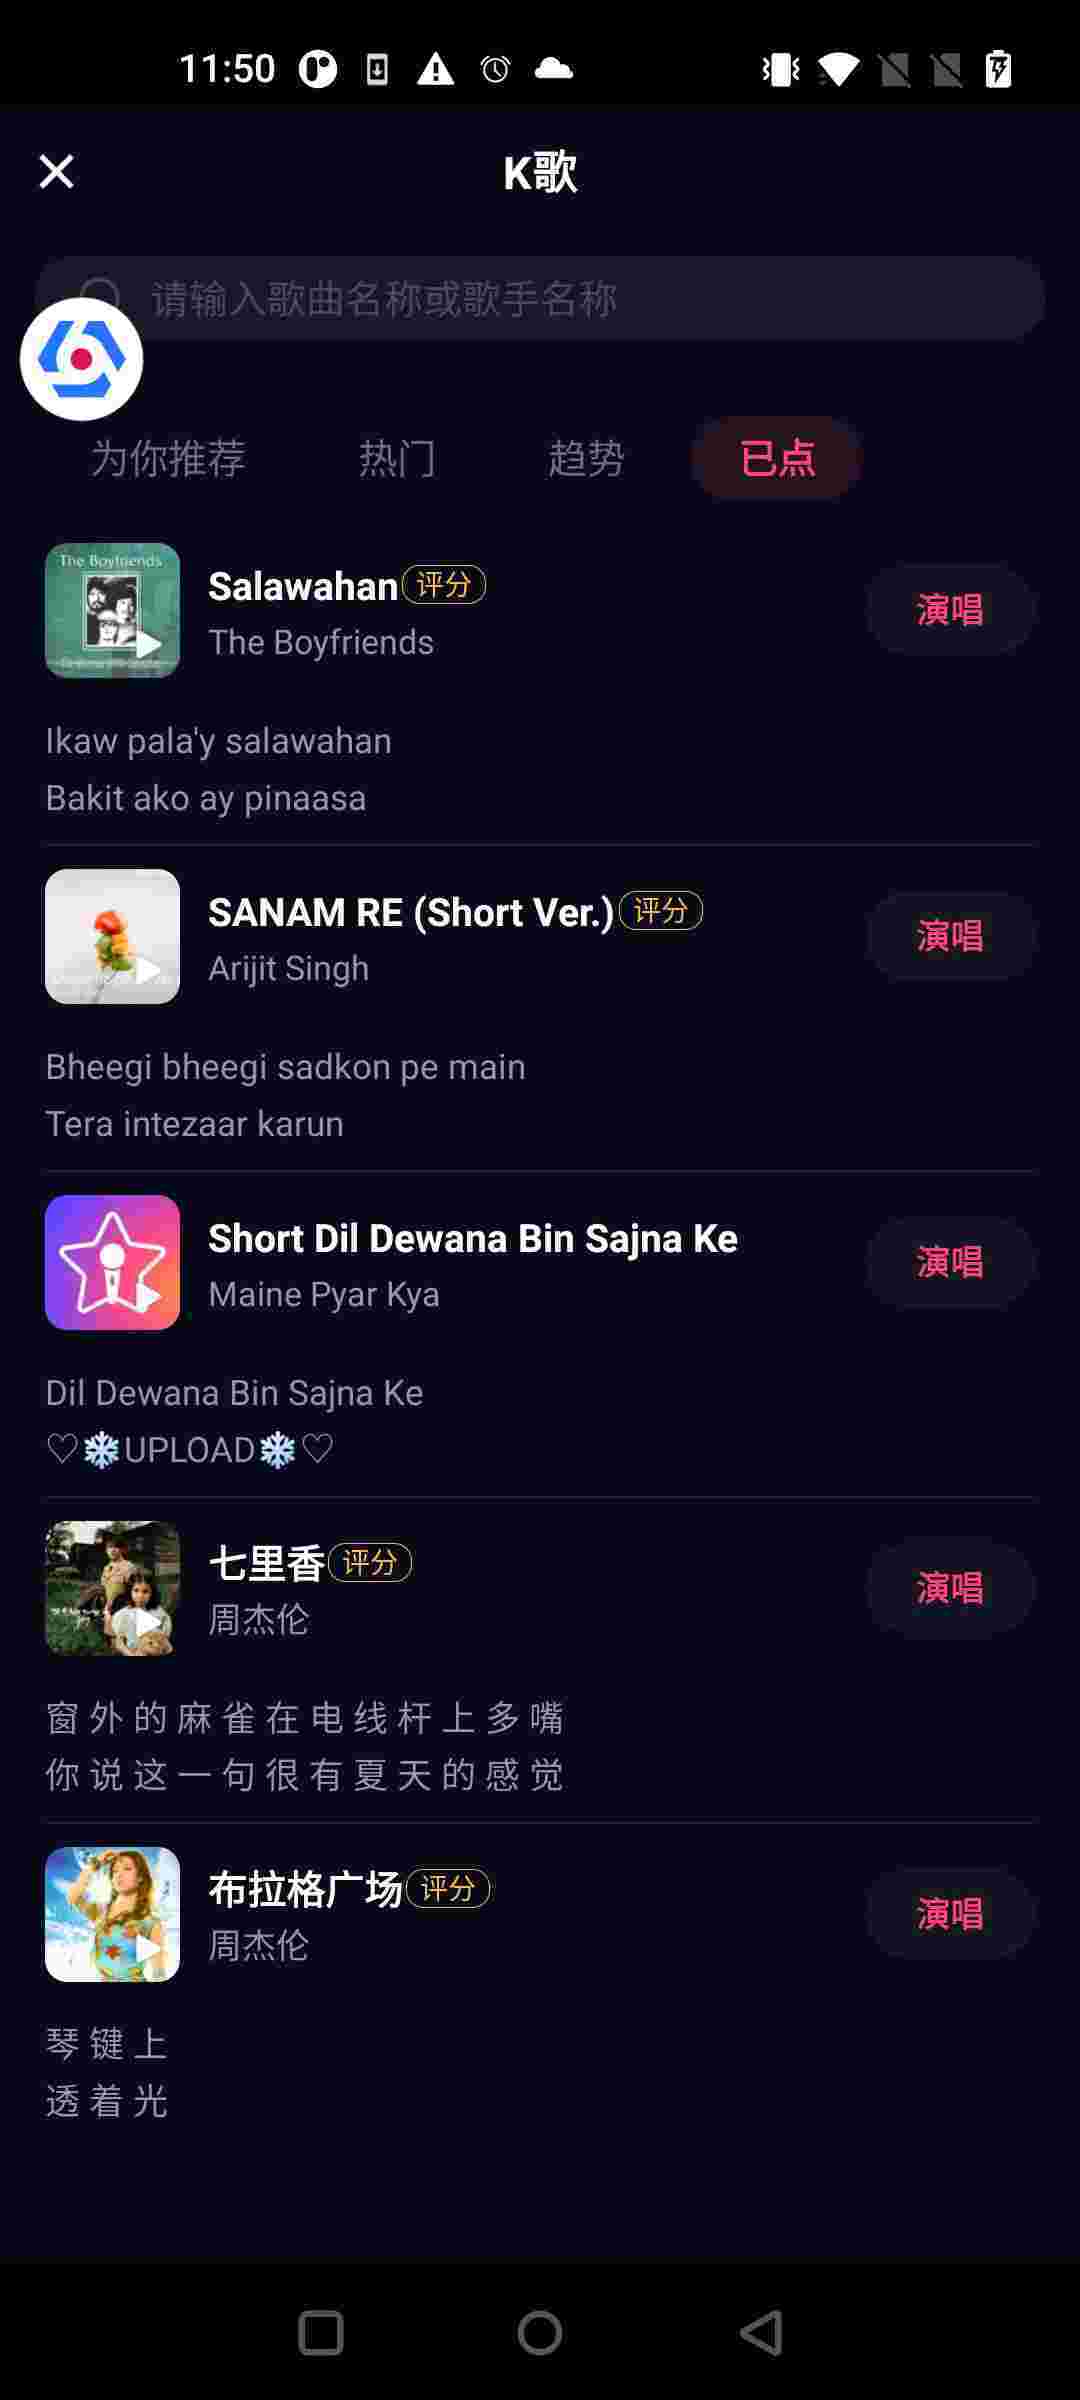 11:50
K歌
请输入歌曲名称或歌手名称
为你推荐 热门 趋势 已点
The Boyfriends
Salawahan 评分
The Boyfriends
演唱
Ikaw pala'y salawahan
Bakit ako ay pinaasa
SANAM RE (Short Ver.) 评分
Arijit Singh
演唱
Bheegi bheegi sadkon pe main
Tera intezaar karun
Short Dil Dewana Bin Sajna Ke
Maine Pyar Kya
演唱
Dil Dewana Bin Sajna Ke
♡❄UPLOAD❄♡
七里香 评分
周杰伦
演唱
窗 外 的 麻 雀 在 电 线 杆 上 多 嘴
你 说 这 一 句 很 有 夏 天 的 感 觉
布拉格广场 评分
周杰伦
演唱
琴 键 上
透 着 光